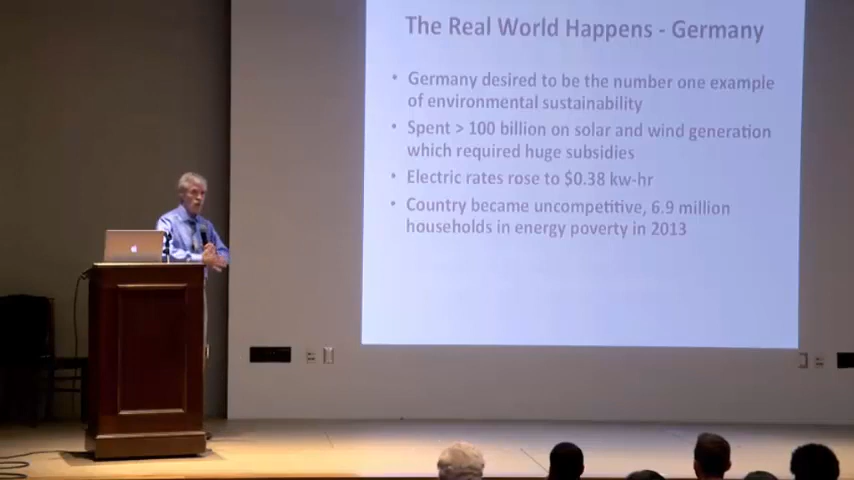 The Real World Happens - Germany
• Germany desired to be the number one example
of environmental sustainability
• Spent > 100 billion on solar and wind generation
which required huge subsidies
• Electric rates rose to $0.38 kw-hr
• Country became uncompetitive, 6.9 million
households in energy poverty in 2013